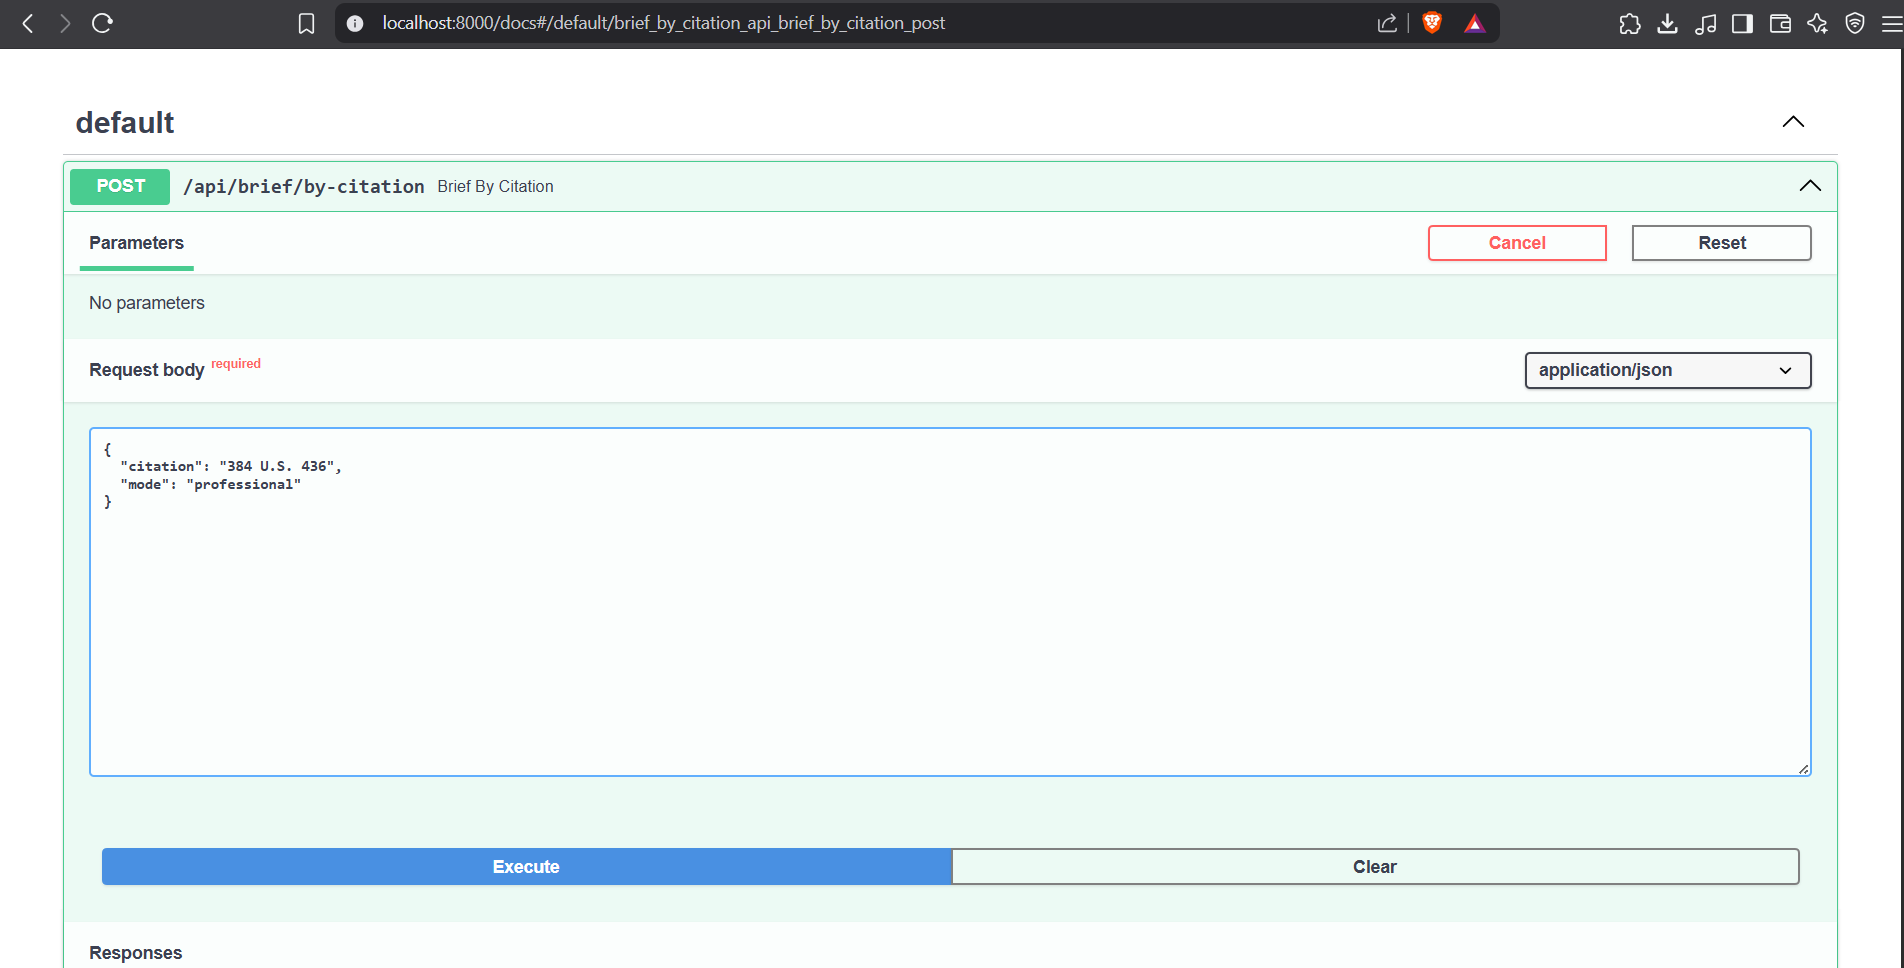 localhost:8000/docs#/default/brief_by_citation_api_brief_by_citation_post
default
POST /api/brief/by-citation Brief By Citation
Parameters
Cancel
Reset
No parameters
Request body required
application/json
{
  "citation": "384 U.S. 436",
  "mode": "professional"
}
Execute
Clear
Responses